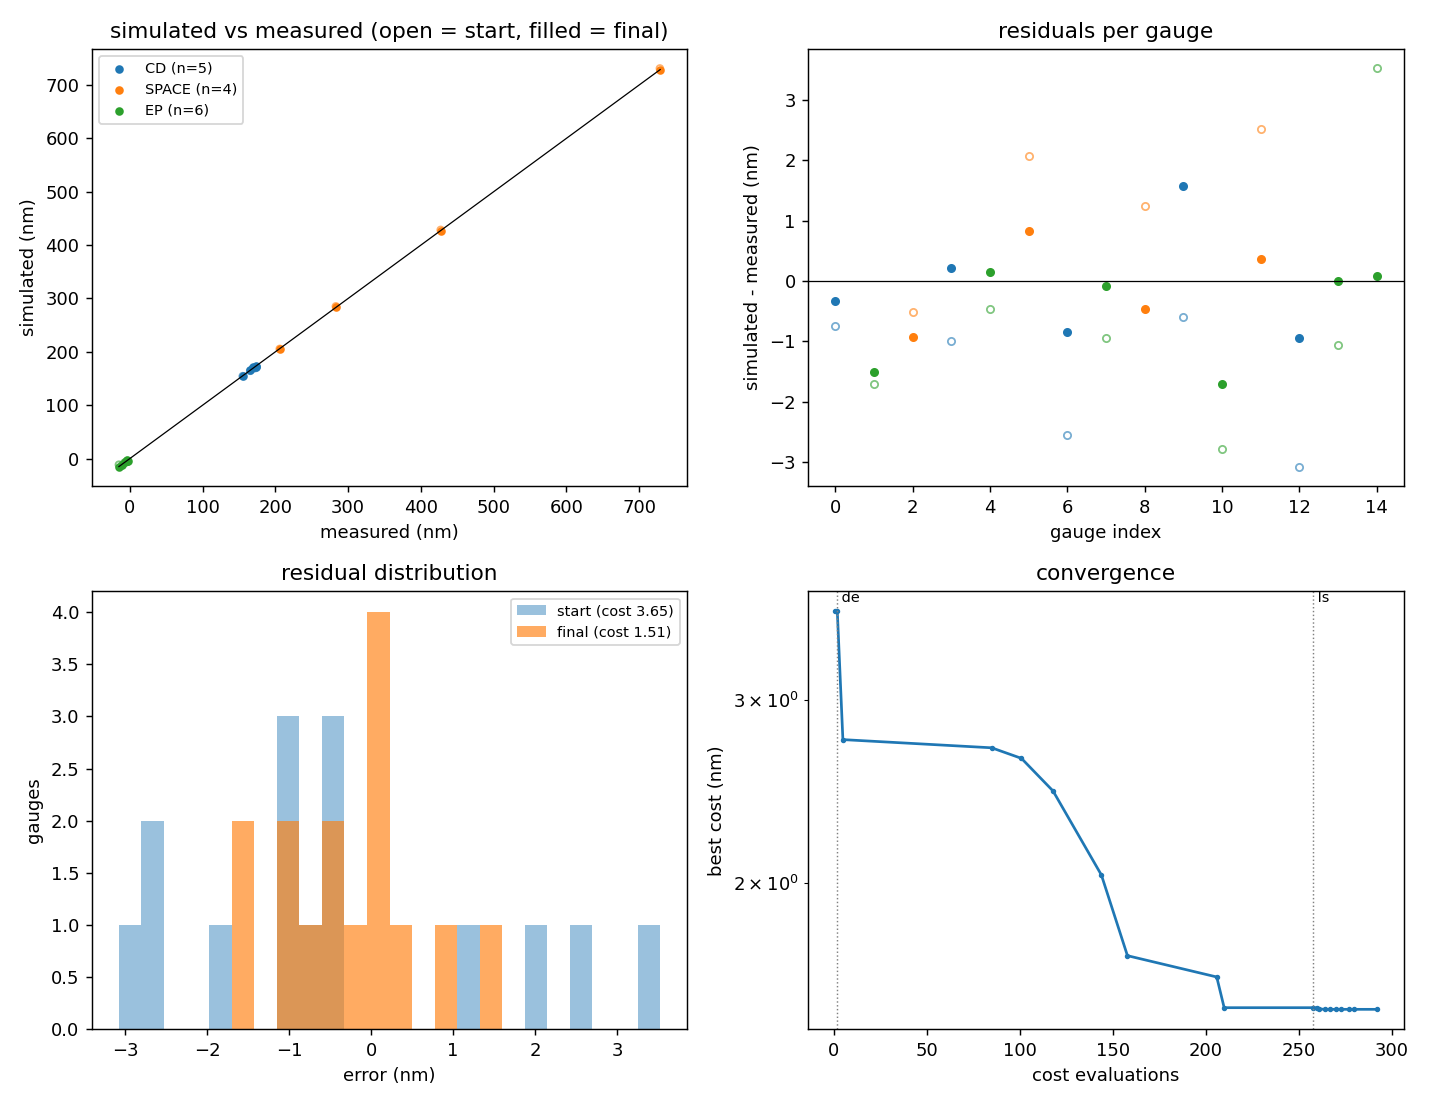 simulated vs measured (open = start, filled = final)
CD (n=5)
SPACE (n=4)
EP (n=6)
700
600
500
400
300
200
100
0
simulated (nm)
0 100 200 300 400 500 600 700
measured (nm)
residuals per gauge
3
2
1
0
−1
−2
−3
simulated - measured (nm)
0 2 4 6 8 10 12 14
gauge index
residual distribution
start (cost 3.65)
final (cost 1.51)
4.0
3.5
3.0
2.5
2.0
1.5
1.0
0.5
0.0
gauges
−3 −2 −1 0 1 2 3
error (nm)
convergence
de ls
3 × 10⁰
2 × 10⁰
best cost (nm)
0 50 100 150 200 250 300
cost evaluations